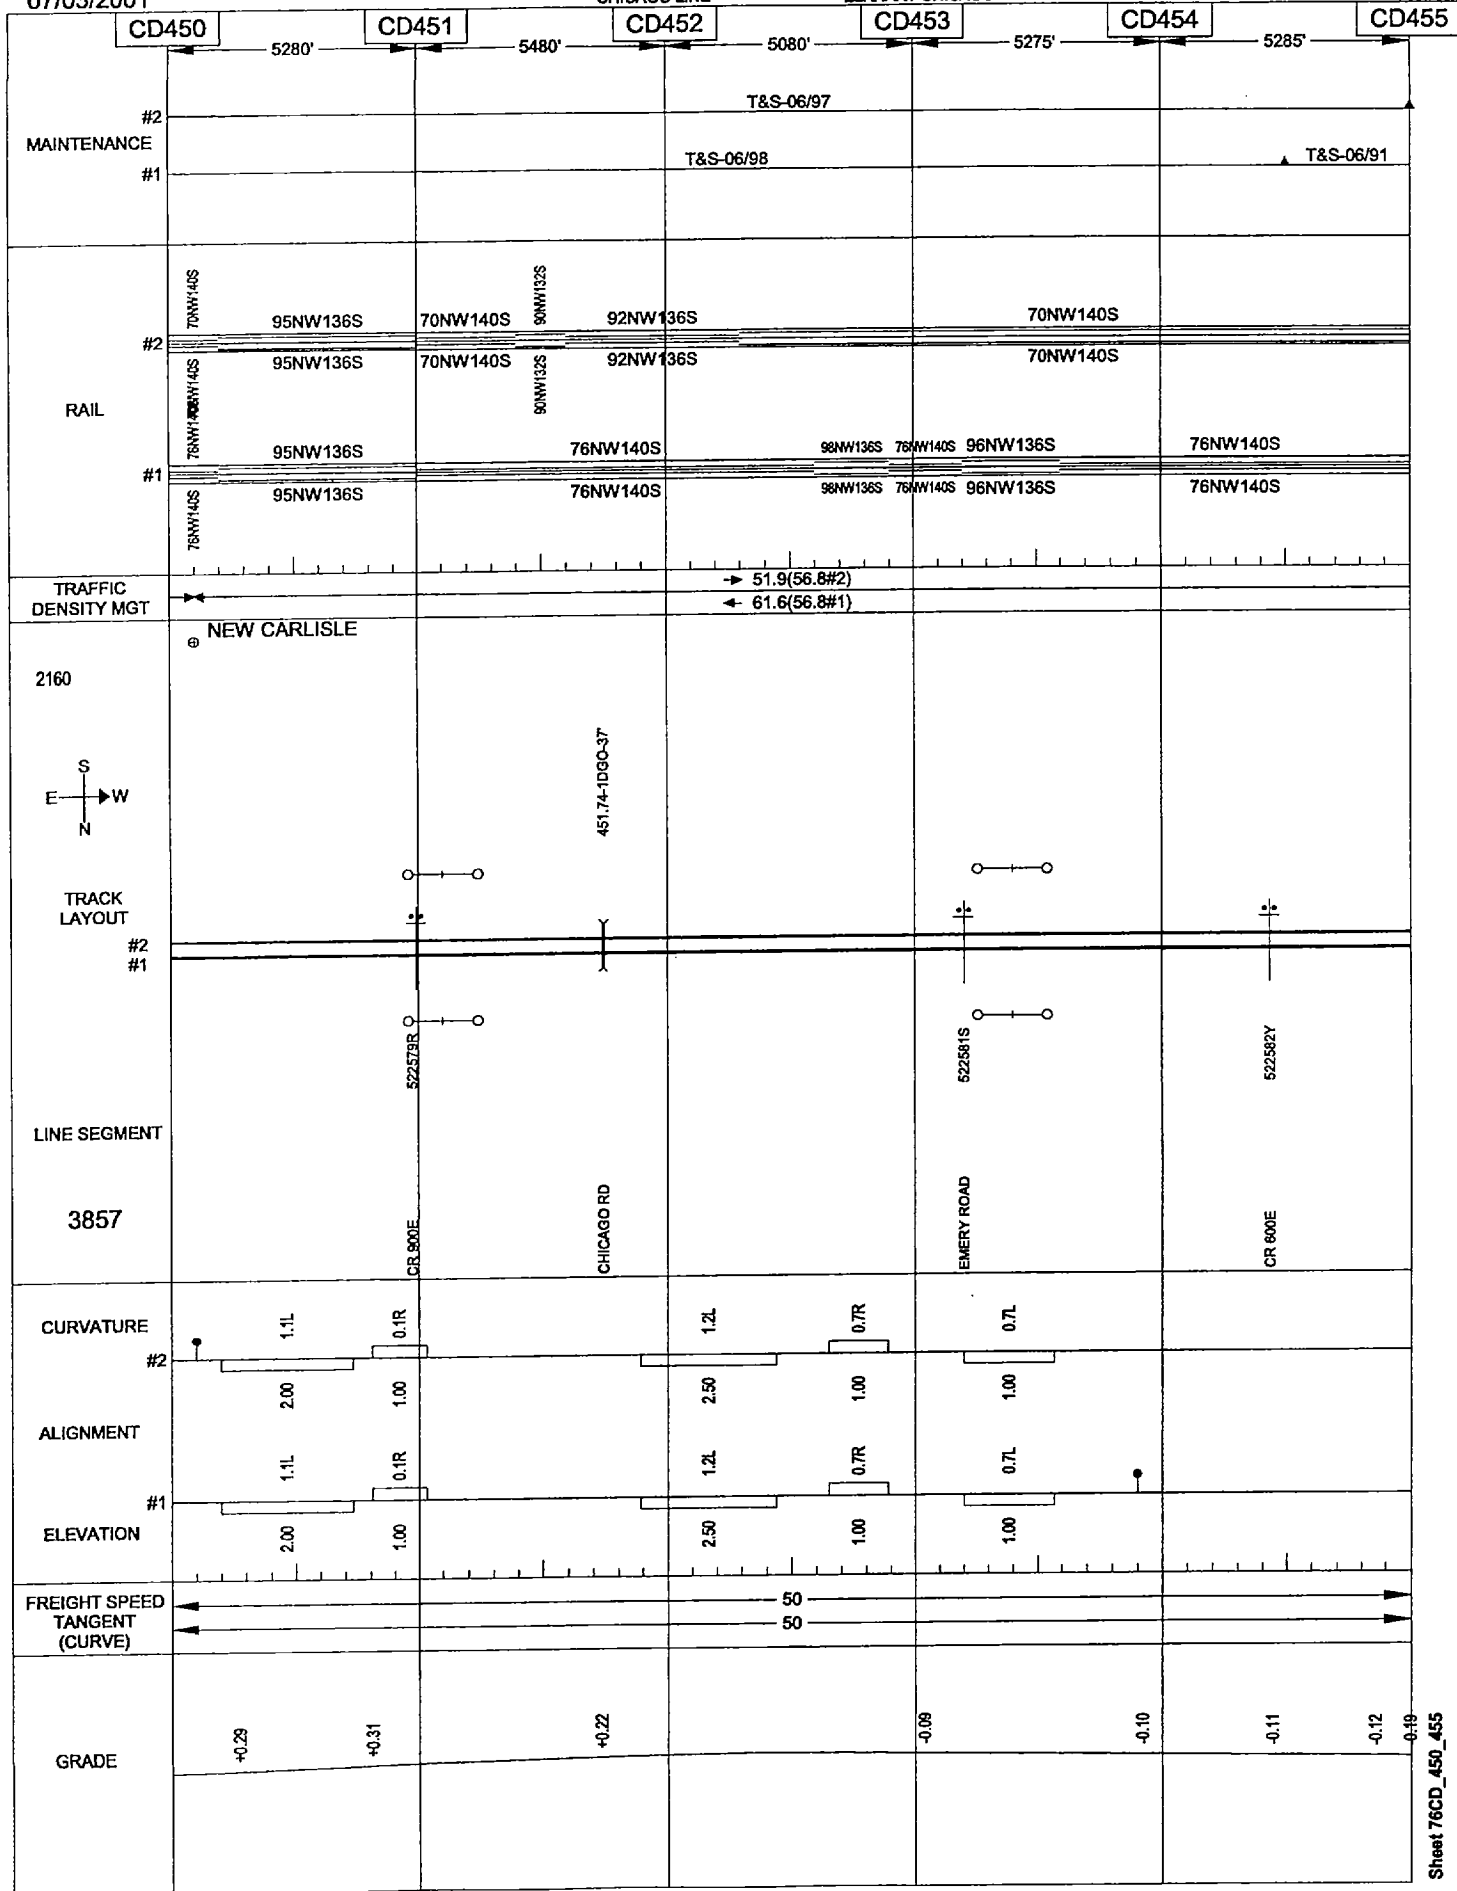 CD450 CD451 CD452 CD453 CD454 CD455
5280' 5480' 5080' 5275' 5285'
MAINTENANCE
#2 T&S-06/97
#1 T&S-06/98 T&S-06/91
RAIL
70NW140S 95NW136S 70NW140S 90NW132S 92NW136S 70NW140S
#2
95NW136S 70NW140S 90NW132S 92NW136S 70NW140S
95NW136S 76NW140S 98NW136S 76NW140S 96NW136S 76NW140S
#1
76NW140S 95NW136S 76NW140S 98NW136S 76NW140S 96NW136S 76NW140S
TRAFFIC
DENSITY MGT
51.9(56.8#2)
61.6(56.8#1)
NEW CARLISLE
2160
S
E W
N
451.74-1DGO-37'
TRACK
LAYOUT
#2
#1
522579R 522581S 522582Y
LINE SEGMENT
3857
CR 900E CHICAGO RD EMERY ROAD CR 600E
CURVATURE
1.1L 0.1R 1.2L 0.7R 0.7L
#2
2.00 1.00 2.50 1.00 1.00
ALIGNMENT
1.1L 0.1R 1.2L 0.7R 0.7L
#1
ELEVATION
2.00 1.00 2.50 1.00 1.00
FREIGHT SPEED
TANGENT
(CURVE)
50
50
GRADE
+0.29 +0.31 +0.22 -0.09 -0.10 -0.11 -0.12 -0.19
Sheet 76CD_450_455